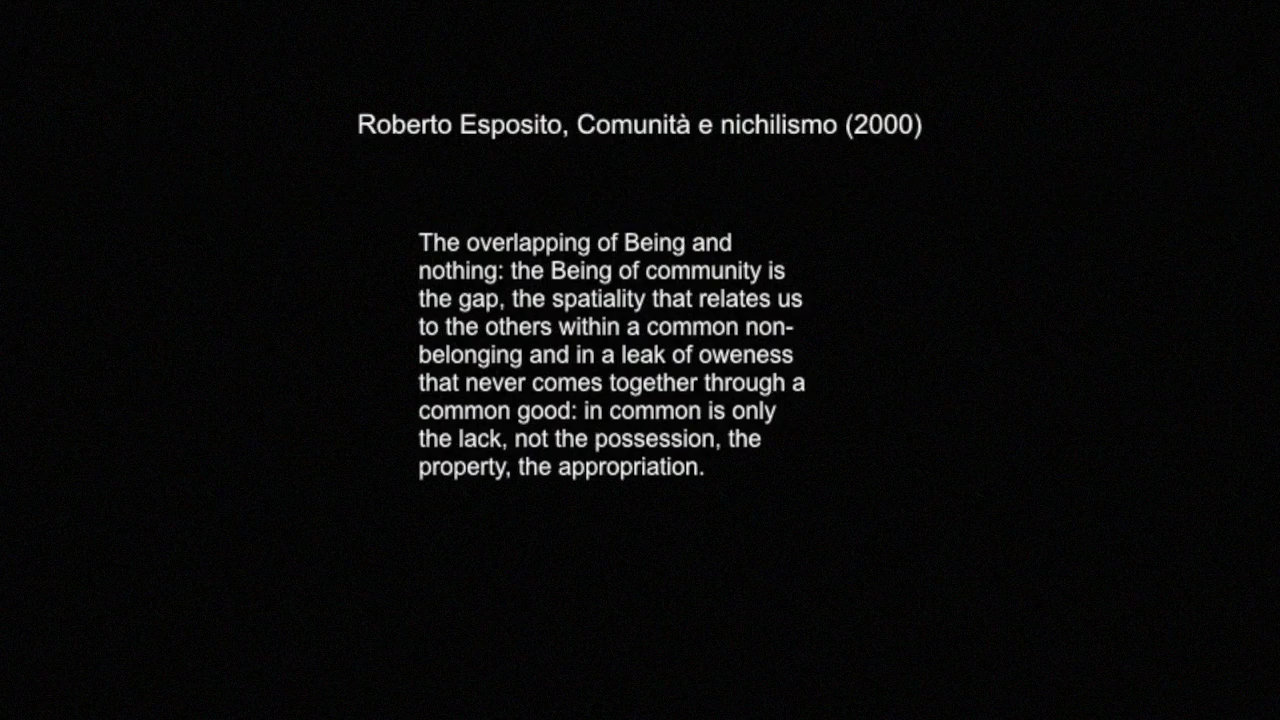 Roberto Esposito, Comunità e nichilismo (2000)
The overlapping of Being and
nothing: the Being of community is
the gap, the spatiality that relates us
to the others within a common non-
belonging and in a leak of oweness
that never comes together through a
common good: in common is only
the lack, not the possession, the
property, the appropriation.